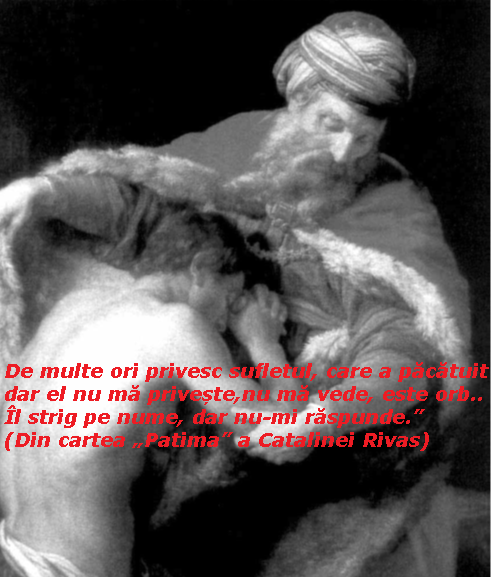 De multe ori privesc sufletul, care a păcătuit
dar el nu mă priveşte,nu mă vede, este orb..
Îl strig pe nume, dar nu-mi răspunde.”
(Din cartea „Patima” a Catalinei Rivas)